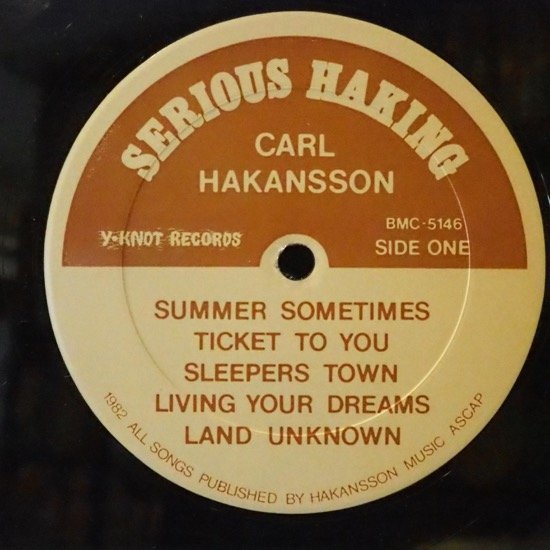 SERIOUS HAKING
CARL
HAKANSSON
BMC-5146
Y-KNOT RECORDS
SIDE ONE
SUMMER SOMETIMES
TICKET TO YOU
SLEEPERS TOWN
LIVING YOUR DREAMS
LAND UNKNOWN
1982 ALL SONGS PUBLISHED BY HAKANSSON MUSIC ASCAP